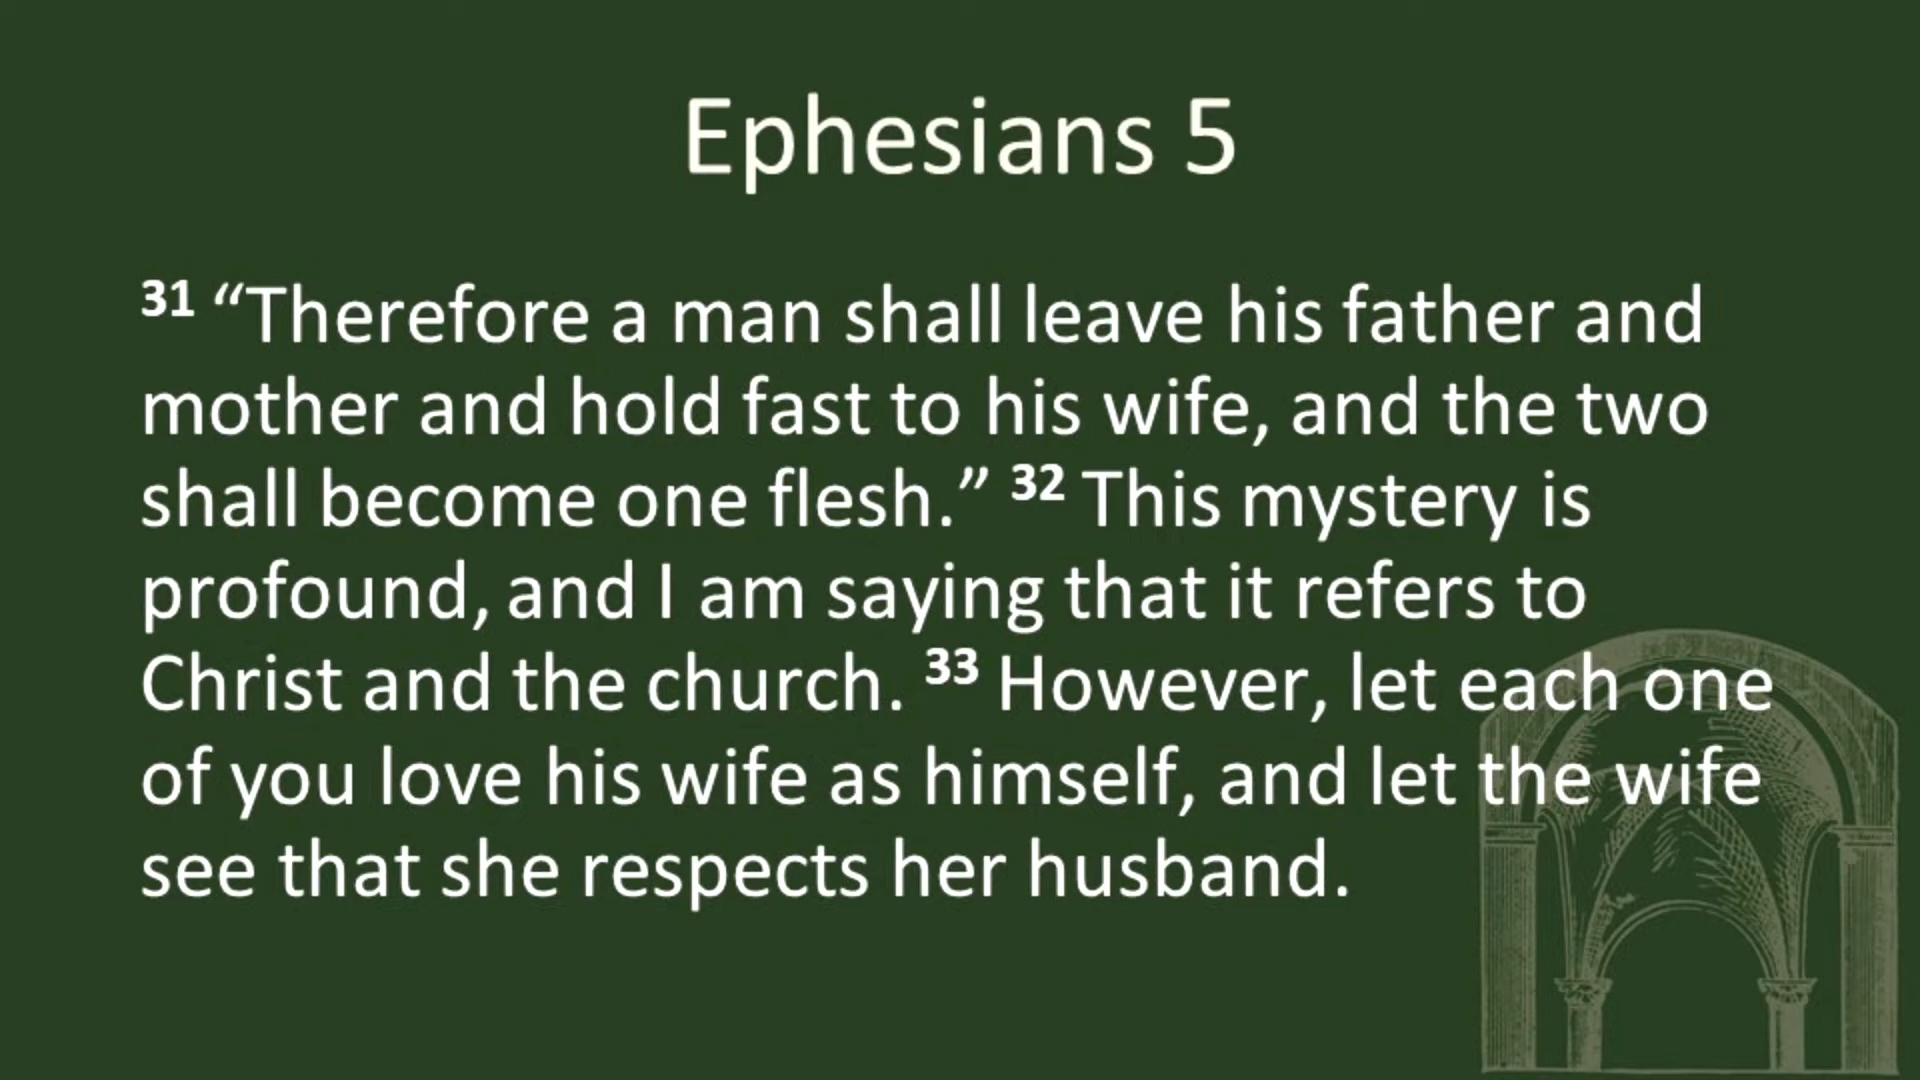 Ephesians 5
31 “Therefore a man shall leave his father and
mother and hold fast to his wife, and the two
shall become one flesh.” 32 This mystery is
profound, and I am saying that it refers to
Christ and the church. 33 However, let each one
of you love his wife as himself, and let the wife
see that she respects her husband.